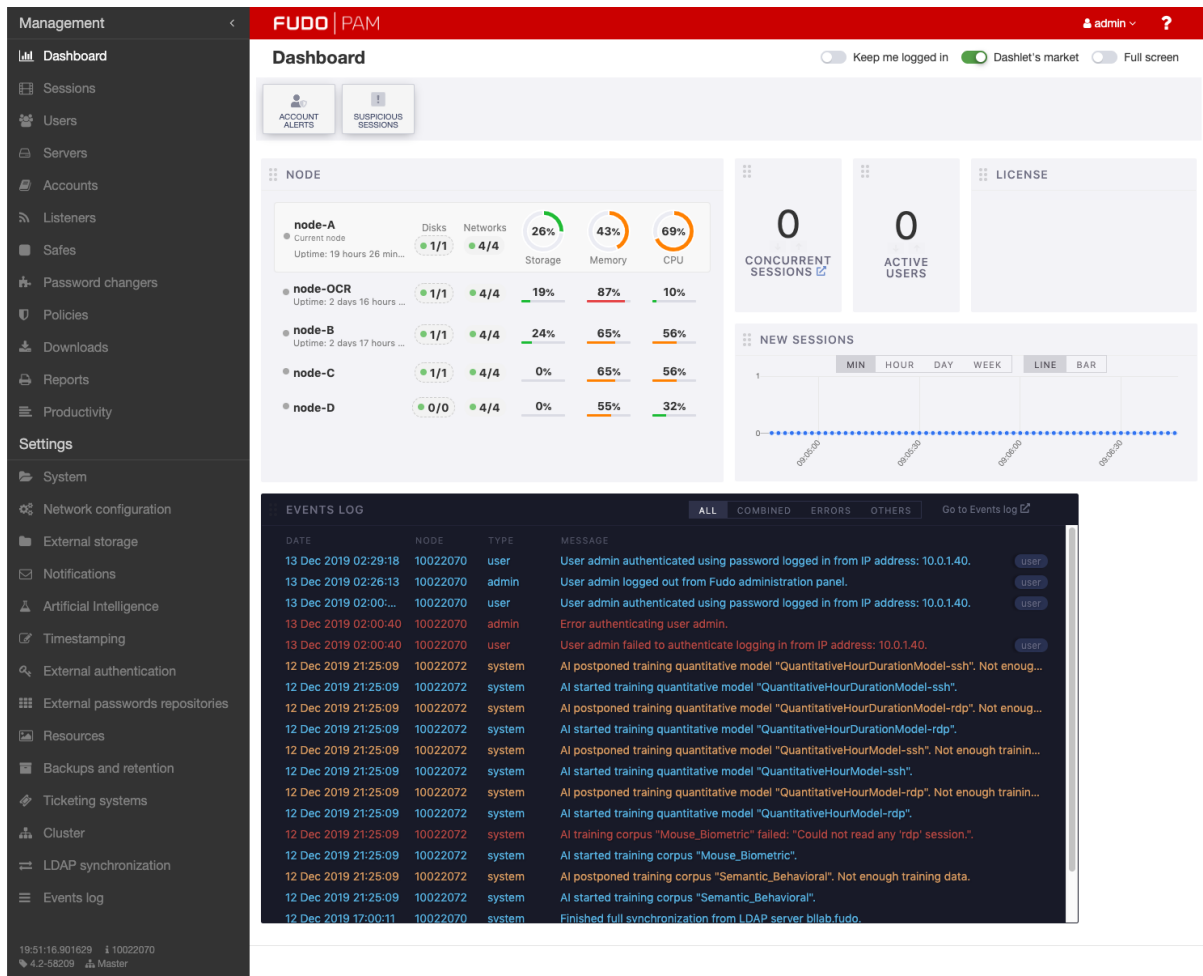 Management
FUDO PAM
admin
?
Dashboard
Sessions
Users
Servers
Accounts
Listeners
Safes
Password changers
Policies
Downloads
Reports
Productivity
Settings
System
Network configuration
External storage
Notifications
Artificial Intelligence
Timestamping
External authentication
External passwords repositories
Resources
Backups and retention
Ticketing systems
Cluster
LDAP synchronization
Events log
19:51:16.901629 10022070
4.2-58209 Master
Dashboard
Keep me logged in Dashlet's market Full screen
ACCOUNT ALERTS
SUSPICIOUS SESSIONS
NODE
node-A
Current node
Uptime: 19 hours 26 min...
Disks
1/1
Networks
4/4
26%
Storage
43%
Memory
69%
CPU
node-OCR
Uptime: 2 days 16 hours ...
1/1 4/4 19% 87% 10%
node-B
Uptime: 2 days 17 hours ...
1/1 4/4 24% 65% 56%
node-C 1/1 4/4 0% 65% 56%
node-D 0/0 4/4 0% 55% 32%
0
CONCURRENT SESSIONS
0
ACTIVE USERS
LICENSE
NEW SESSIONS
MIN HOUR DAY WEEK LINE BAR
1
0
09:05:00 09:05:30 09:06:00 09:06:30
EVENTS LOG
ALL COMBINED ERRORS OTHERS Go to Events log
DATE NODE TYPE MESSAGE
13 Dec 2019 02:29:18 10022070 user User admin authenticated using password logged in from IP address: 10.0.1.40. user
13 Dec 2019 02:26:13 10022070 admin User admin logged out from Fudo administration panel. user
13 Dec 2019 02:00:... 10022070 user User admin authenticated using password logged in from IP address: 10.0.1.40. user
13 Dec 2019 02:00:40 10022070 admin Error authenticating user admin.
13 Dec 2019 02:00:40 10022070 user User admin failed to authenticate logging in from IP address: 10.0.1.40. user
12 Dec 2019 21:25:09 10022072 system AI postponed training quantitative model "QuantitativeHourDurationModel-ssh". Not enoug...
12 Dec 2019 21:25:09 10022072 system AI started training quantitative model "QuantitativeHourDurationModel-ssh".
12 Dec 2019 21:25:09 10022072 system AI postponed training quantitative model "QuantitativeHourDurationModel-rdp". Not enoug...
12 Dec 2019 21:25:09 10022072 system AI started training quantitative model "QuantitativeHourDurationModel-rdp".
12 Dec 2019 21:25:09 10022072 system AI postponed training quantitative model "QuantitativeHourModel-ssh". Not enough trainin...
12 Dec 2019 21:25:09 10022072 system AI started training quantitative model "QuantitativeHourModel-ssh".
12 Dec 2019 21:25:09 10022072 system AI postponed training quantitative model "QuantitativeHourModel-rdp". Not enough trainin...
12 Dec 2019 21:25:09 10022072 system AI started training quantitative model "QuantitativeHourModel-rdp".
12 Dec 2019 21:25:09 10022072 system AI training corpus "Mouse_Biometric" failed: "Could not read any 'rdp' session.".
12 Dec 2019 21:25:09 10022072 system AI started training corpus "Mouse_Biometric".
12 Dec 2019 21:25:09 10022072 system AI postponed training corpus "Semantic_Behavioral". Not enough training data.
12 Dec 2019 21:25:09 10022072 system AI started training corpus "Semantic_Behavioral".
12 Dec 2019 17:00:11 10022070 system Finished full synchronization from LDAP server bllab.fudo.